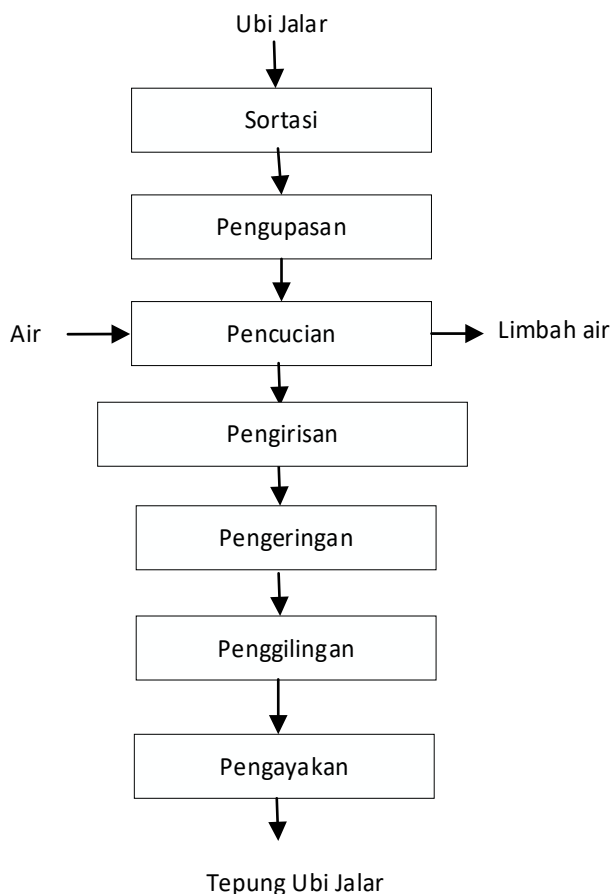 Ubi Jalar
Sortasi
Pengupasan
Air
Pencucian
Limbah air
Pengirisan
Pengeringan
Penggilingan
Pengayakan
Tepung Ubi Jalar